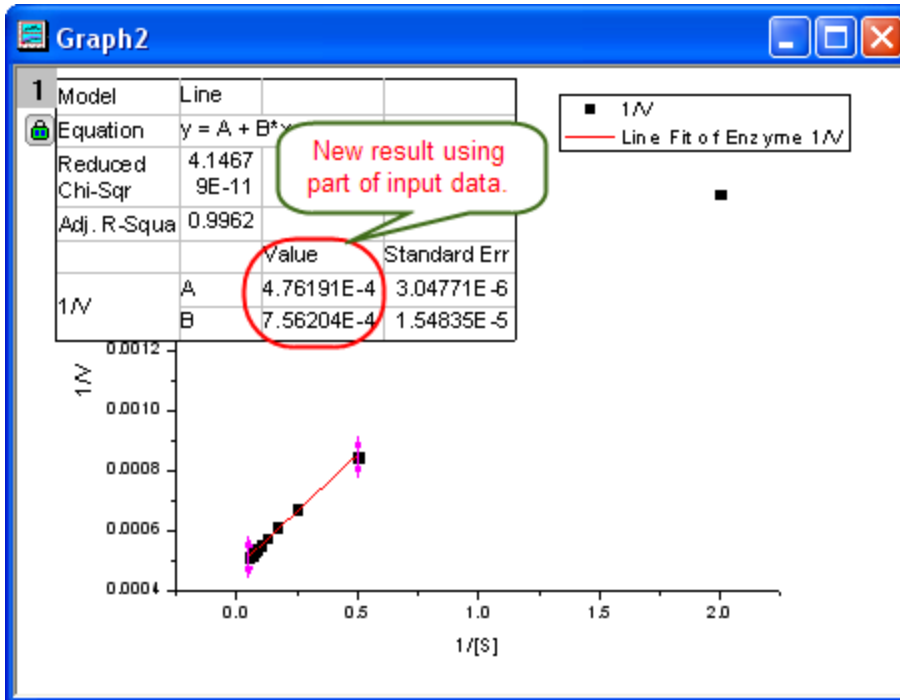 Graph2
1
Model Line
Equation y = A + B*x
Reduced Chi-Sqr 4.1467 9E-11
Adj. R-Squa 0.9962
Value Standard Err
1/V A 4.76191E-4 3.04771E-6
B 7.56204E-4 1.54835E-5
New result using
part of input data.
1/V
Line Fit of Enzyme 1/V
1/V
0.0012
0.0010
0.0008
0.0006
0.0004
0.0 0.5 1.0 1.5 2.0
1/[S]